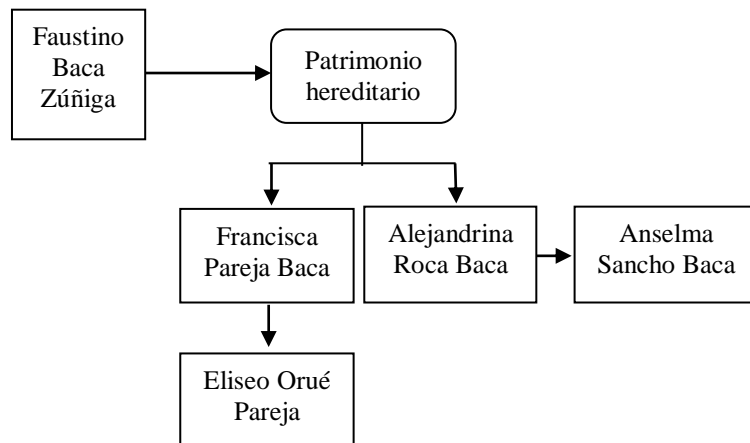 Faustino
Baca
Zúñiga
Patrimonio
hereditario
Francisca
Pareja Baca
Alejandrina
Roca Baca
Anselma
Sancho Baca
Eliseo Orué
Pareja